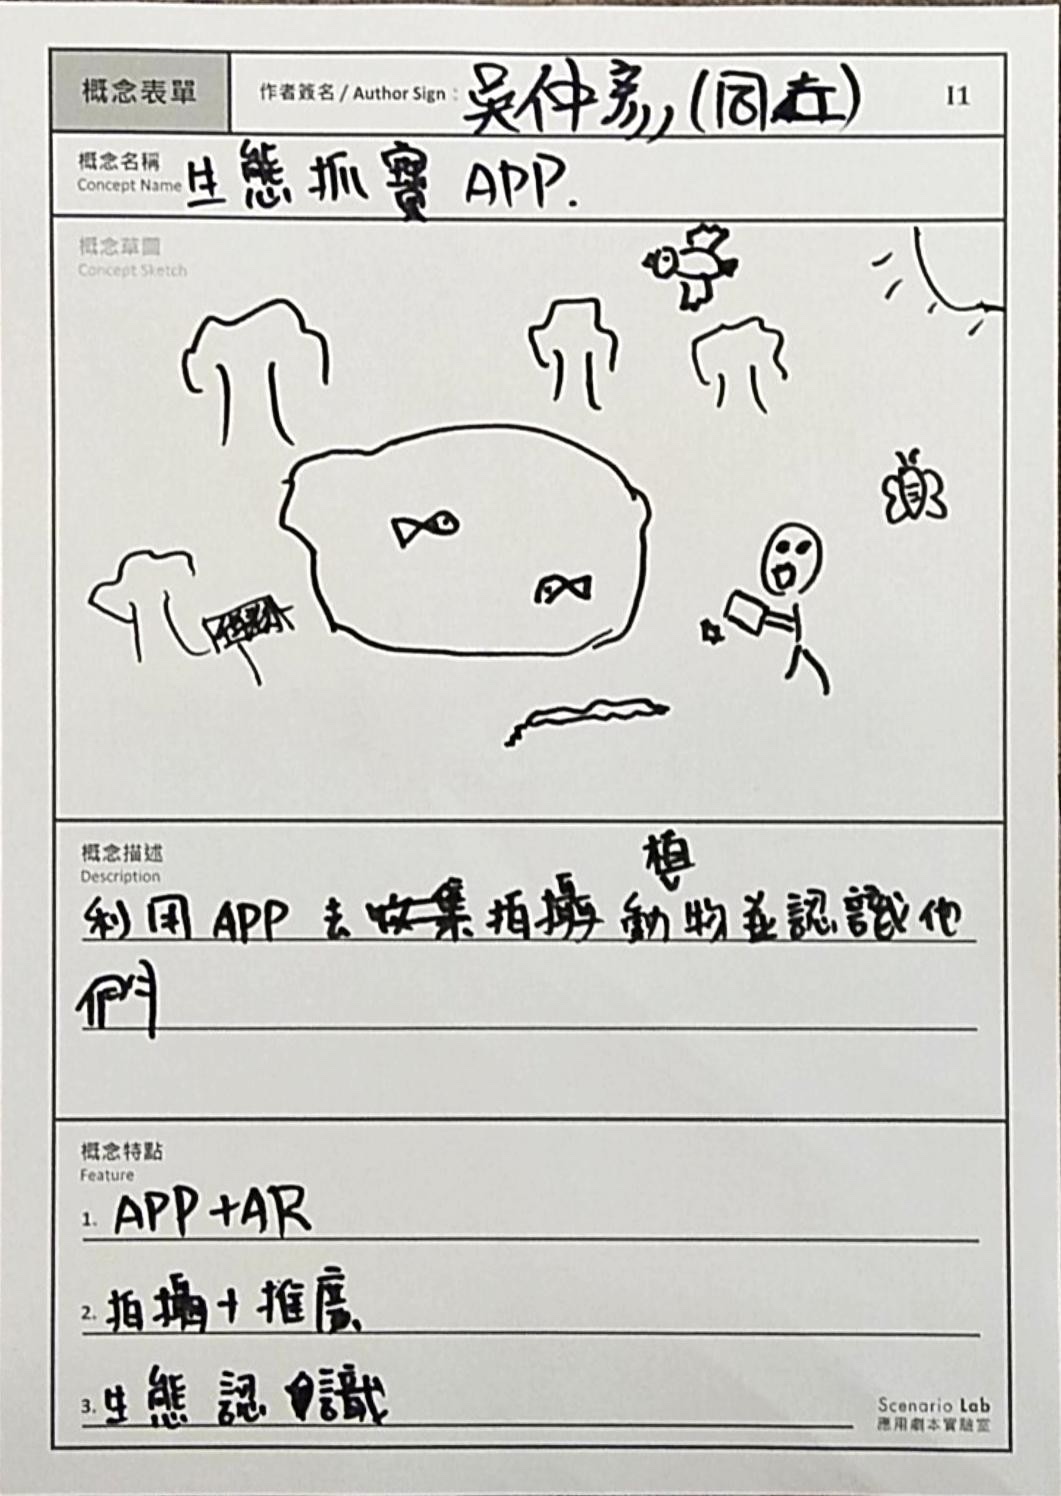 概念表單
作者簽名 / Author Sign : 吳仲彥 (同在) I1
概念名稱
Concept Name 生態抓寶 APP.
概念草圖
Concept Sketch
概念描述
Description
植
利用 APP 去收集拍攝動物並認識他
們
概念特點
Feature
1. APP+AR
2. 拍攝+推廣
3. 生態認識
Scenario Lab
應用劇本實驗室